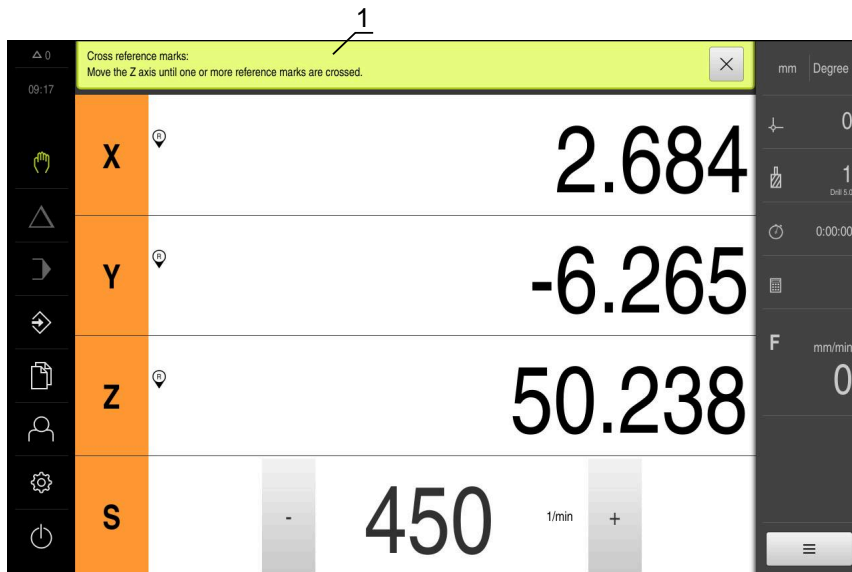 1
△ 0
Cross reference marks:
Move the Z axis until one or more reference marks are crossed.
mm Degree
09:17
X R 2.684
0
1
Drill 5.0
Y R -6.265
0:00:00
F mm/min
0
Z R 50.238
S - 450 1/min +